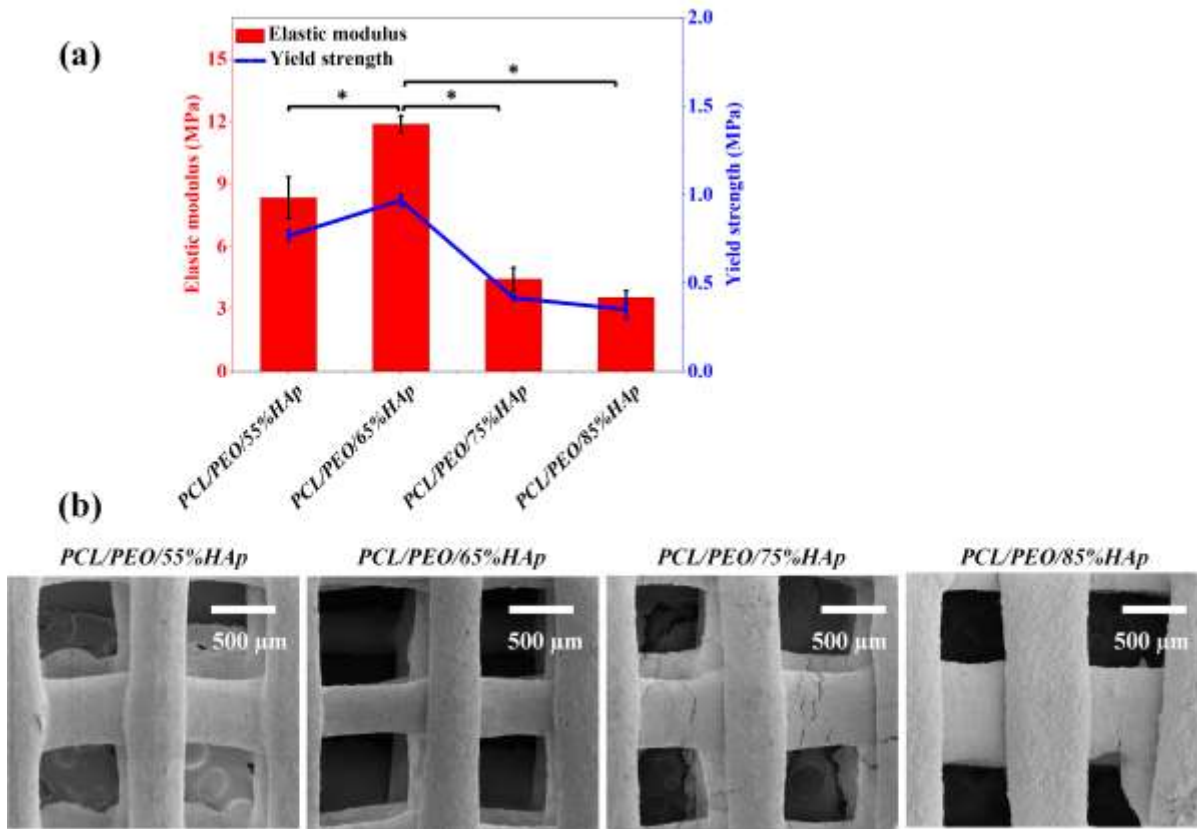 (a)
Elastic modulus
Yield strength
Elastic modulus (MPa)
15
12
9
6
3
0
*
*
*
2.0
1.5
1.0
0.5
0.0
Yield strength (MPa)
PCL/PEO/55%HAp
PCL/PEO/65%HAp
PCL/PEO/75%HAp
PCL/PEO/85%HAp
(b)
PCL/PEO/55%HAp
PCL/PEO/65%HAp
PCL/PEO/75%HAp
PCL/PEO/85%HAp
500 µm
500 µm
500 µm
500 µm